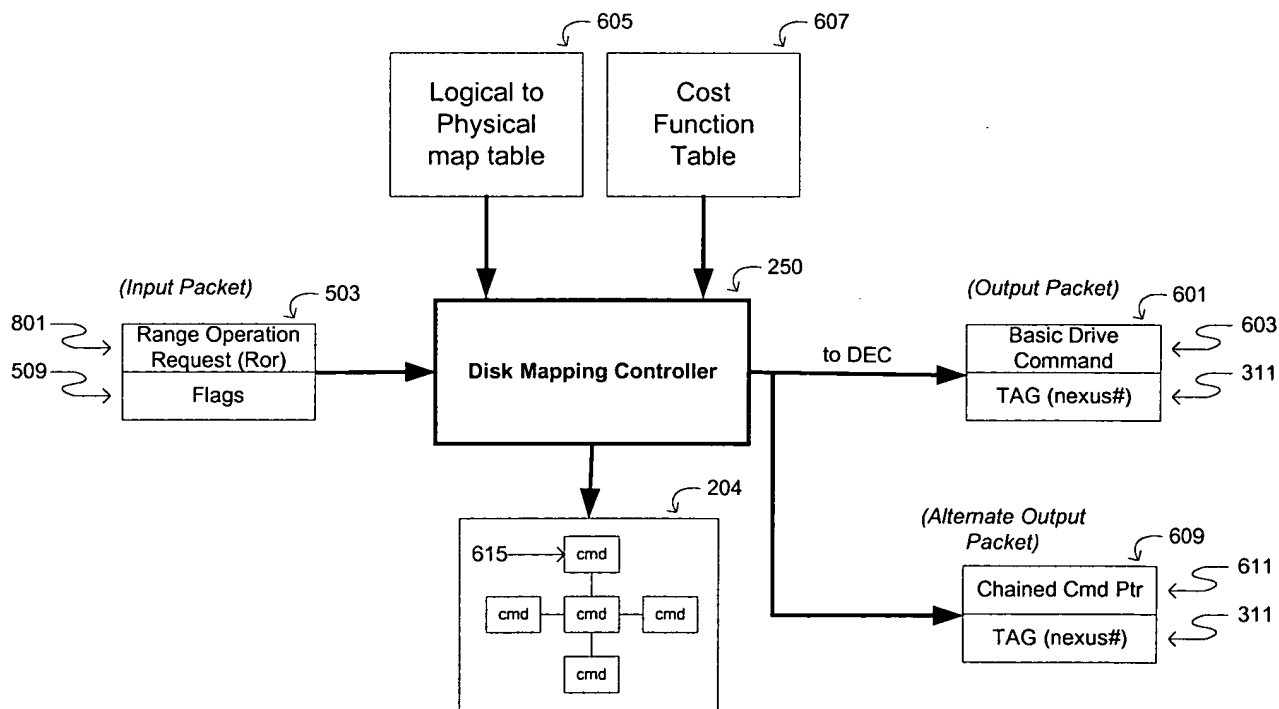 605
607
Logical to
Physical
map table
Cost
Function
Table
250
(Input Packet)
503
801
Range Operation
Request (Ror)
509
Flags
Disk Mapping Controller
to DEC
(Output Packet)
601
Basic Drive
Command
603
TAG (nexus#)
311
204
615
cmd
cmd
cmd
cmd
cmd
(Alternate Output
Packet)
609
Chained Cmd Ptr
611
TAG (nexus#)
311